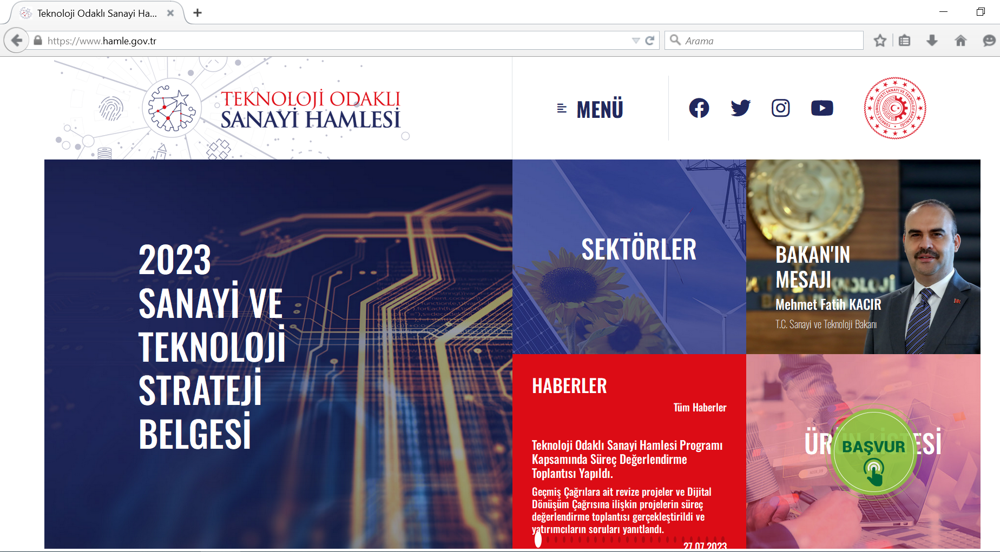 Teknoloji Odaklı Sanayi Ha...
https://www.hamle.gov.tr
Arama
TEKNOLOJİ ODAKLI
SANAYİ HAMLESİ
MENÜ
2023
SANAYİ VE
TEKNOLOJİ
STRATEJİ
BELGESİ
SEKTÖRLER
BAKAN'IN
MESAJI
Mehmet Fatih KACIR
T.C. Sanayi ve Teknoloji Bakanı
HABERLER
Tüm Haberler
Teknoloji Odaklı Sanayi Hamlesi Programı
Kapsamında Süreç Değerlendirme
Toplantısı Yapıldı.
Geçmiş Çağrılara ait revize projeler ve Dijital
Dönüşüm Çağrısına ilişkin projelerin süreç
değerlendirme toplantısı gerçekleştirildi ve
yatırımcıların soruları yanıtlandı.
27.07.2023
ÜRÜN LİSTESİ
BAŞVUR